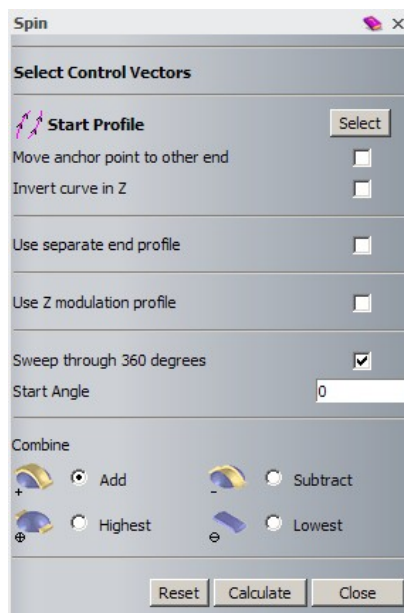 Spin
Select Control Vectors
Start Profile Select
Move anchor point to other end
Invert curve in Z
Use separate end profile
Use Z modulation profile
Sweep through 360 degrees
Start Angle 0
Combine
Add Subtract
Highest Lowest
Reset Calculate Close